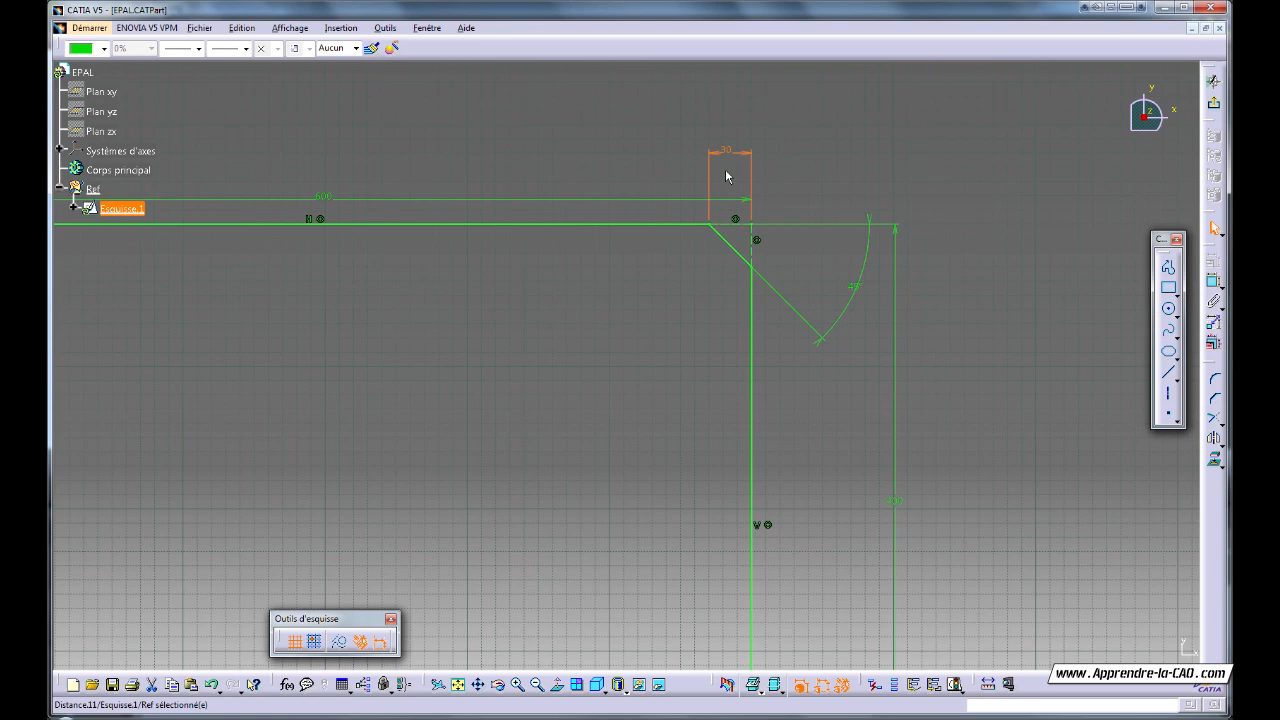 CATIA V5 - [EPAL.CATPart]
Démarrer ENOVIA V5 VPM Fichier Edition Affichage Insertion Outils Fenêtre Aide
0% Aucun
EPAL
Plan xy
Plan yz
Plan zx
Systèmes d'axes
Corps principal
Ref
Esquisse.1
y
x
z
30
600
H
45°
V
C...
Outils d'esquisse
y
x
www.Apprendre-la-CAD.com
CATIA
Distance.11/Esquisse.1/Ref sélectionné(e)